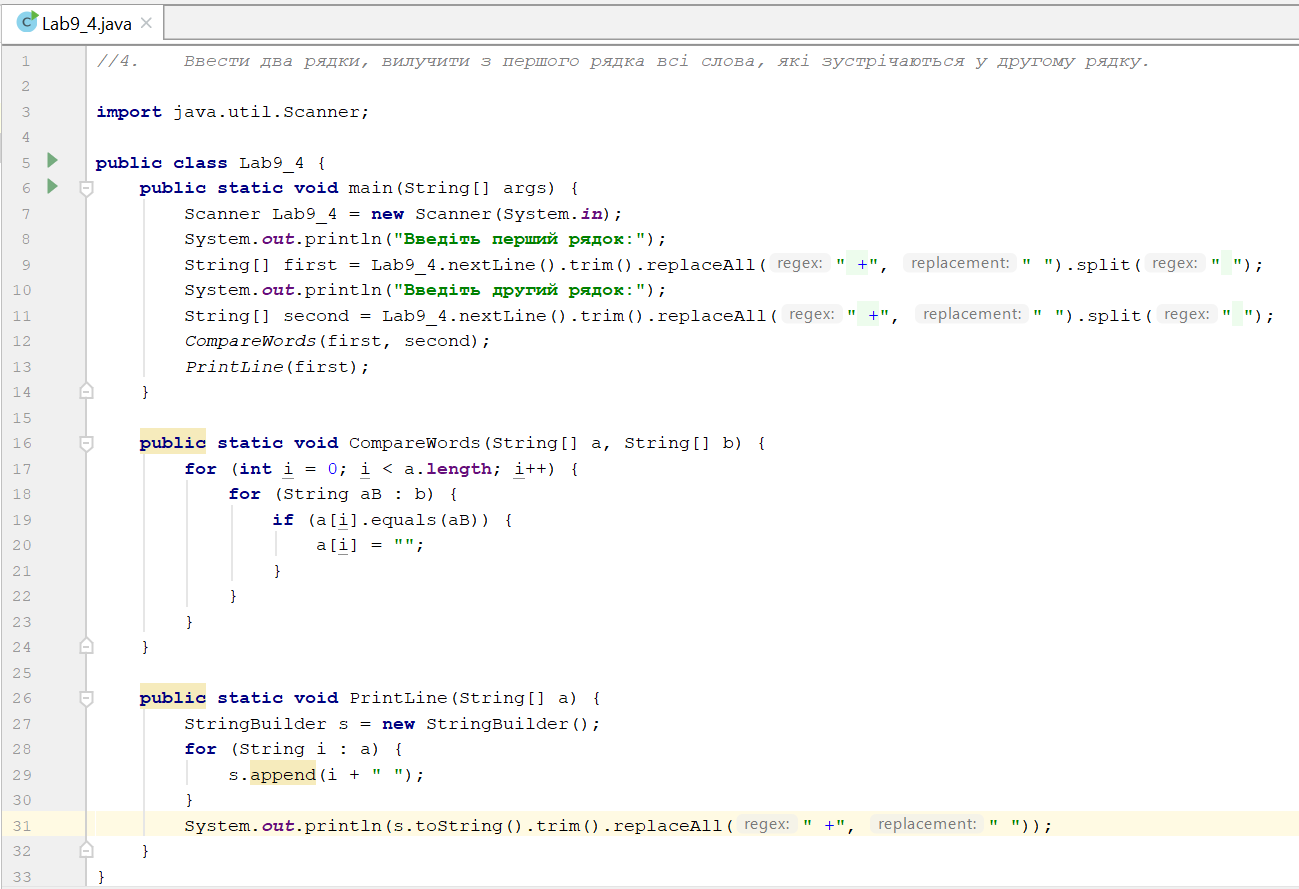 Lab9_4.java
1 //4. Ввести два рядки, вилучити з першого рядка всі слова, які зустрічаються у другому рядку.
2
3 import java.util.Scanner;
4
5 public class Lab9_4 {
6 public static void main(String[] args) {
7 Scanner Lab9_4 = new Scanner(System.in);
8 System.out.println("Введіть перший рядок:");
9 String[] first = Lab9_4.nextLine().trim().replaceAll( regex: " +", replacement: " ").split( regex: " ");
10 System.out.println("Введіть другий рядок:");
11 String[] second = Lab9_4.nextLine().trim().replaceAll( regex: " +", replacement: " ").split( regex: " ");
12 CompareWords(first, second);
13 PrintLine(first);
14 }
15
16 public static void CompareWords(String[] a, String[] b) {
17 for (int i = 0; i < a.length; i++) {
18 for (String aB : b) {
19 if (a[i].equals(aB)) {
20 a[i] = "";
21 }
22 }
23 }
24 }
25
26 public static void PrintLine(String[] a) {
27 StringBuilder s = new StringBuilder();
28 for (String i : a) {
29 s.append(i + " ");
30 }
31 System.out.println(s.toString().trim().replaceAll( regex: " +", replacement: " "));
32 }
33 }